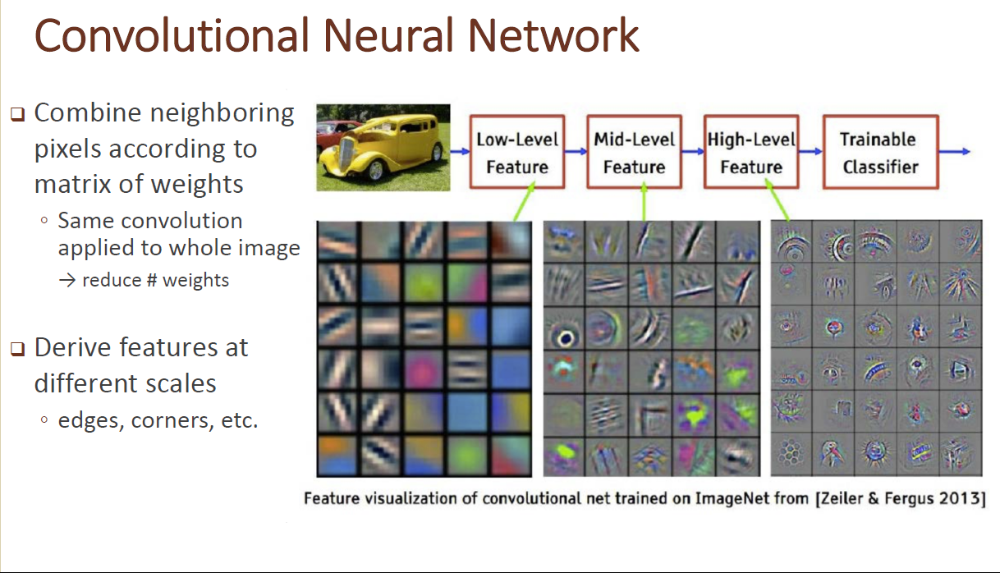 Convolutional Neural Network
❑ Combine neighboring
pixels according to
matrix of weights
◦ Same convolution
applied to whole image
→ reduce # weights
❑ Derive features at
different scales
◦ edges, corners, etc.
Low-Level
Feature
Mid-Level
Feature
High-Level
Feature
Trainable
Classifier
Feature visualization of convolutional net trained on ImageNet from [Zeiler & Fergus 2013]